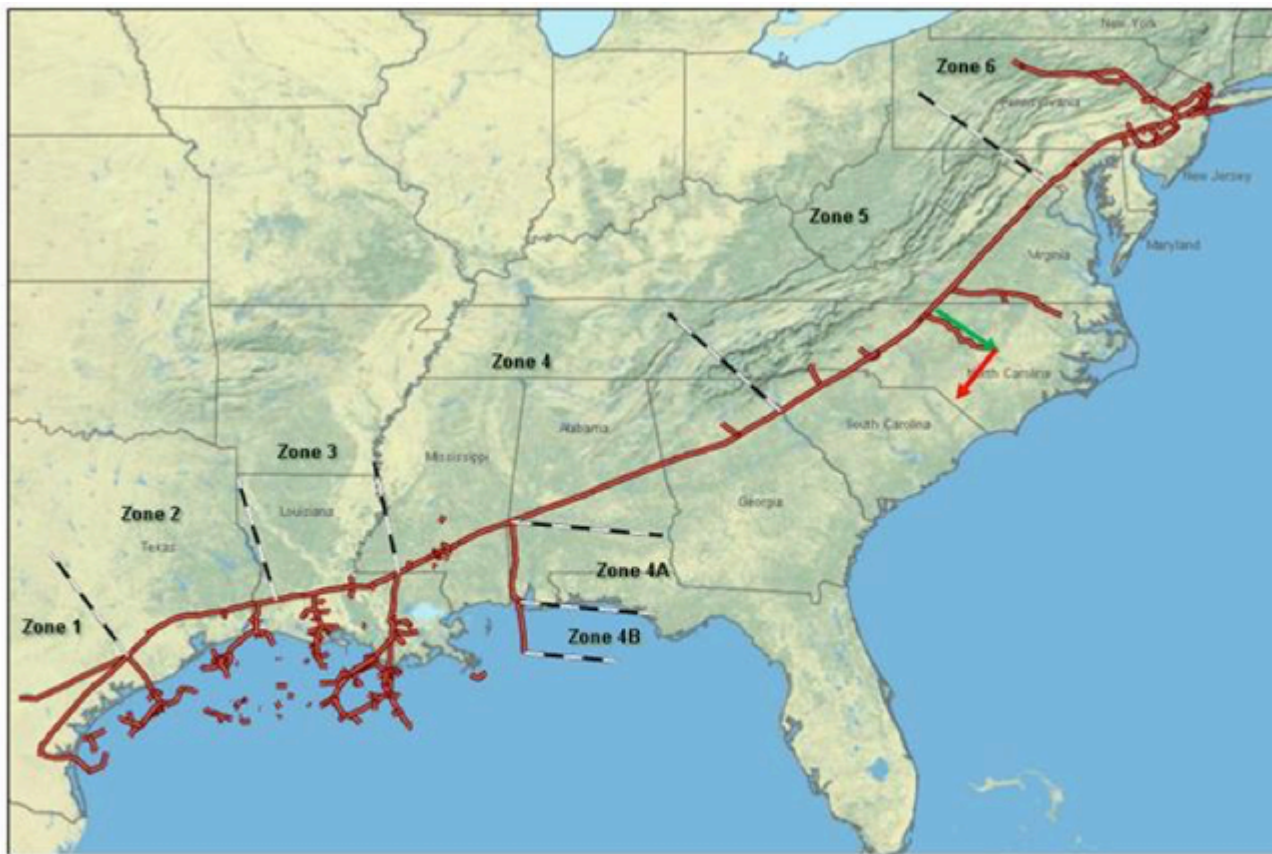 New York
Zone 6
Pennsylvania
New Jersey
Zone 5
Maryland
Virginia
Zone 4
North Carolina
Alabama
South Carolina
Zone 3
Mississippi
Zone 2
Louisiana
Georgia
Texas
Zone 4A
Zone 1
Zone 4B